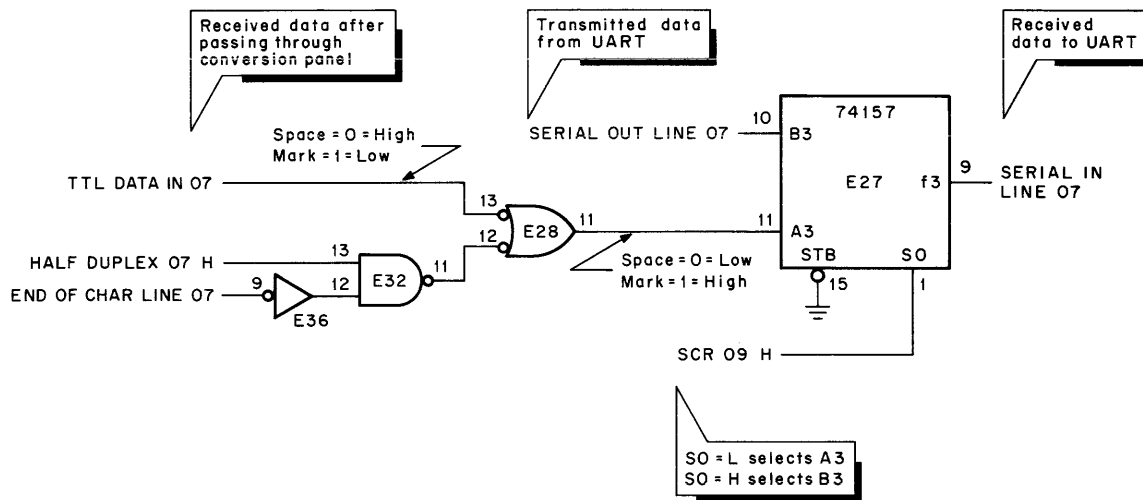 Received data after
passing through
conversion panel
Transmitted data
from UART
Received
data to UART
Space = 0 = High
Mark = 1 = Low
TTL DATA IN 07
13
12
E28
11
HALF DUPLEX 07 H
END OF CHAR LINE 07
9
E36
13
12
E32
11
Space = 0 = Low
Mark = 1 = High
SERIAL OUT LINE 07
10
B3
74157
E27
f3
9
SERIAL IN
LINE 07
11
A3
STB
SO
15
1
SCR 09 H
SO = L selects A3
SO = H selects B3